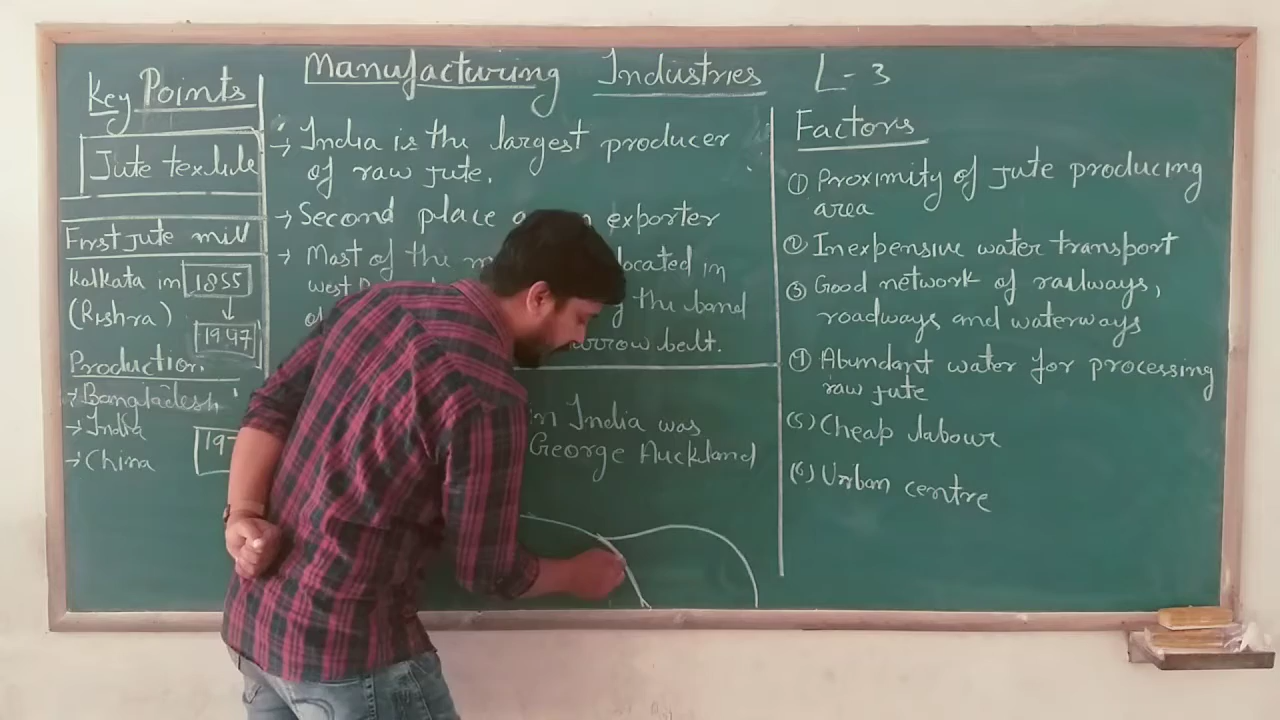 Manufacturing Industries L-3
Key Points
Jute textile
First jute mill
Kolkata in 1855
(Rishra)
1947
Production.
→ Bangladesh
→ India
→ China
→ India is the largest producer
of raw jute.
→ Second place exporter
→ Most of the located in
west the band
narrow belt.
in India was
George Auckland
Factors
① Proximity of jute producing
area
② Inexpensive water transport
③ Good network of railways,
roadways and waterways
④ Abundant water for processing
raw jute
(5) Cheap labour
(6) Urban centre